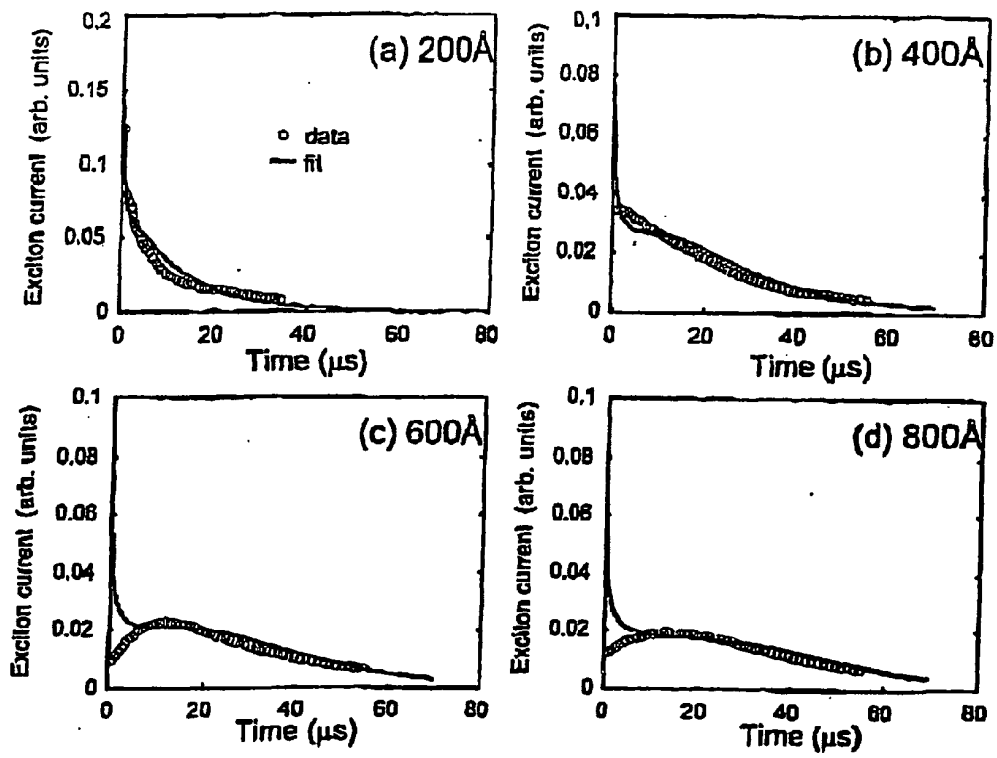 Exciton current (arb. units)
0,2
0.15
0.1
0.05
0
(a) 200Å
data
fit
0 20 40 60 80
Time (µs)
Exciton current (arb. units)
0,1
0.08
0,06
0.04
0.02
0
(b) 400Å
0 20 40 60 80
Time (µs)
Exciton current (arb. units)
0.1
0.08
0.06
0.04
0.02
0
(c) 600Å
0 20 40 60 80
Time (µs)
Exciton current (arb. units)
0.1
0.08
0.06
0.04
0.02
0
(d) 800Å
0 20 40 60 80
Time (µs)